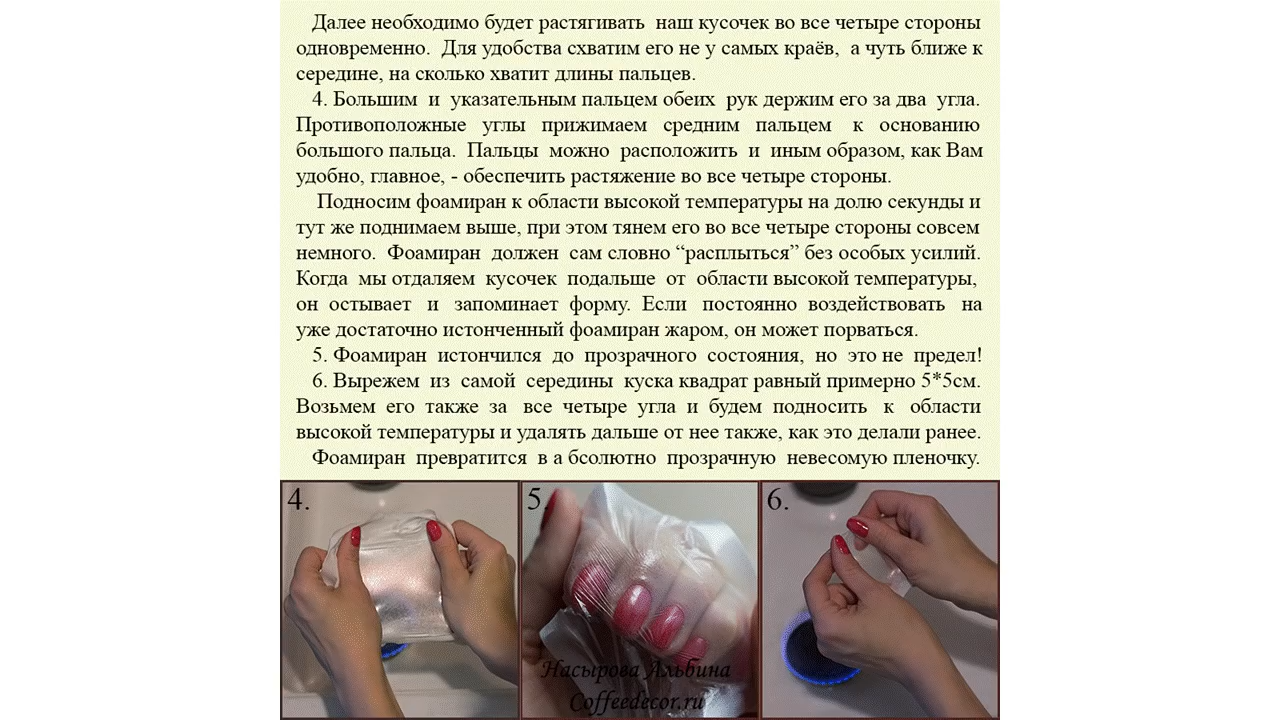 Далее необходимо будет растягивать наш кусочек во все четыре стороны
одновременно. Для удобства схватим его не у самых краёв, а чуть ближе к
середине, на сколько хватит длины пальцев.
4. Большим и указательным пальцем обеих рук держим его за два угла.
Противоположные углы прижимаем средним пальцем к основанию
большого пальца. Пальцы можно расположить и иным образом, как Вам
удобно, главное, - обеспечить растяжение во все четыре стороны.
Подносим фоамиран к области высокой температуры на долю секунды и
тут же поднимаем выше, при этом тянем его во все четыре стороны совсем
немного. Фоамиран должен сам словно “расплыться” без особых усилий.
Когда мы отдаляем кусочек подальше от области высокой температуры,
он остывает и запоминает форму. Если постоянно воздействовать на
уже достаточно истонченный фоамиран жаром, он может порваться.
5. Фоамиран истончился до прозрачного состояния, но это не предел!
6. Вырежем из самой середины куска квадрат равный примерно 5*5см.
Возьмем его также за все четыре угла и будем подносить к области
высокой температуры и удалять дальше от нее также, как это делали ранее.
Фоамиран превратится в а бсолютно прозрачную невесомую пленочку.
4. 5. 6.
Насырова Альбина
Coffeedecor.ru